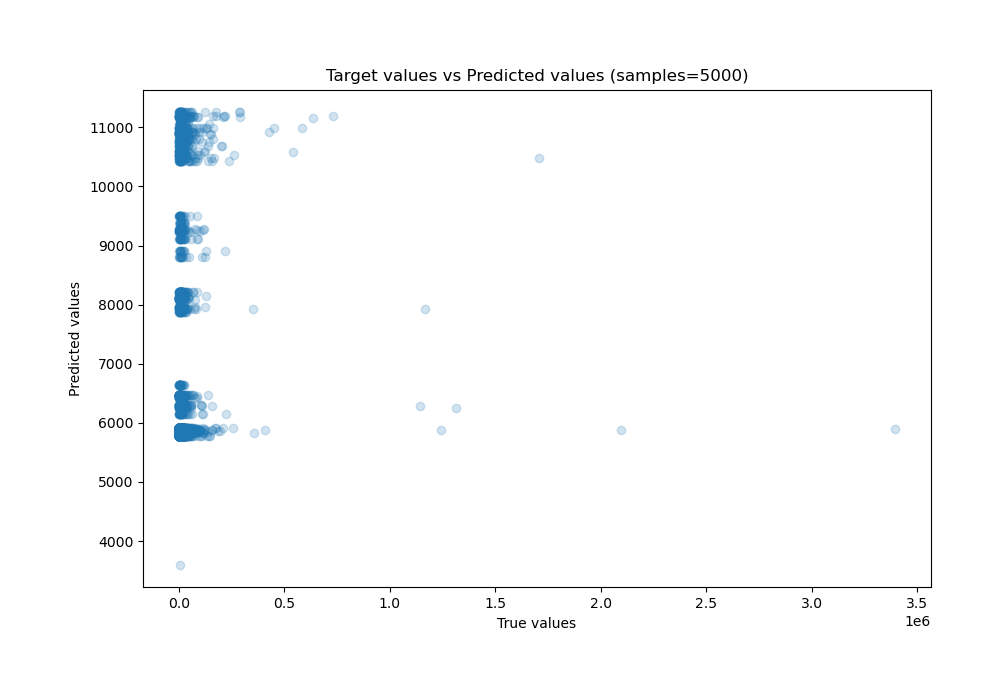 Target values vs Predicted values (samples=5000)
11000
10000
9000
8000
7000
6000
5000
4000
Predicted values
0.0 0.5 1.0 1.5 2.0 2.5 3.0 3.5
1e6
True values